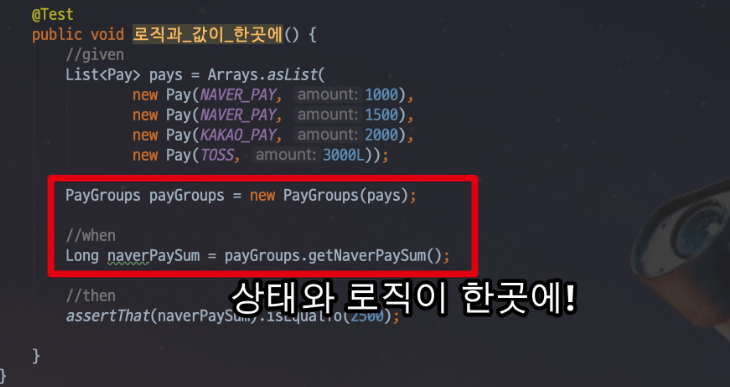 @Test
public void 로직과_값이_한곳에() {
//given
List<Pay> pays = Arrays.asList(
new Pay(NAVER_PAY, amount: 1000),
new Pay(NAVER_PAY, amount: 1500),
new Pay(KAKAO_PAY, amount: 2000),
new Pay(TOSS, amount: 3000L));
PayGroups payGroups = new PayGroups(pays);
//when
Long naverPaySum = payGroups.getNaverPaySum();
//then
상태와 로직이 한곳에!
assertThat(naverPaySum).isEqualTo(2500);
}
}